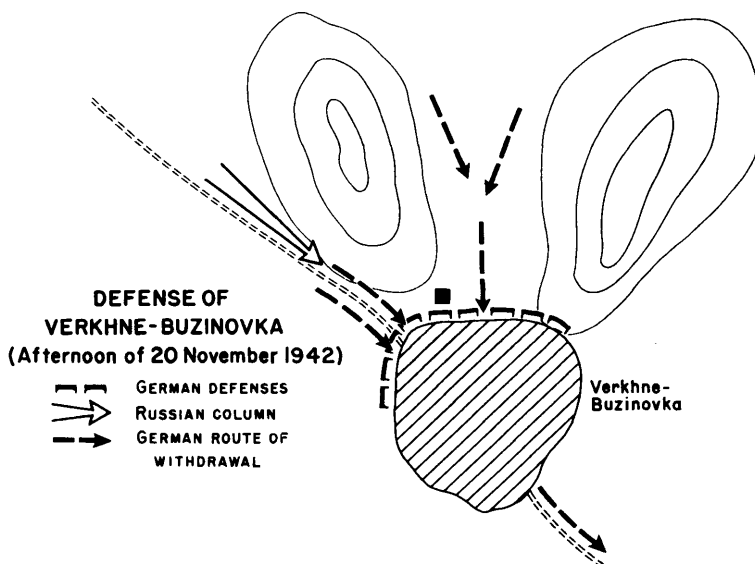 DEFENSE OF
VERKHNE-BUZINOVKA
(Afternoon of 20 November 1942)
GERMAN DEFENSES
RUSSIAN COLUMN
GERMAN ROUTE OF
WITHDRAWAL
Verkhne-
Buzinovka